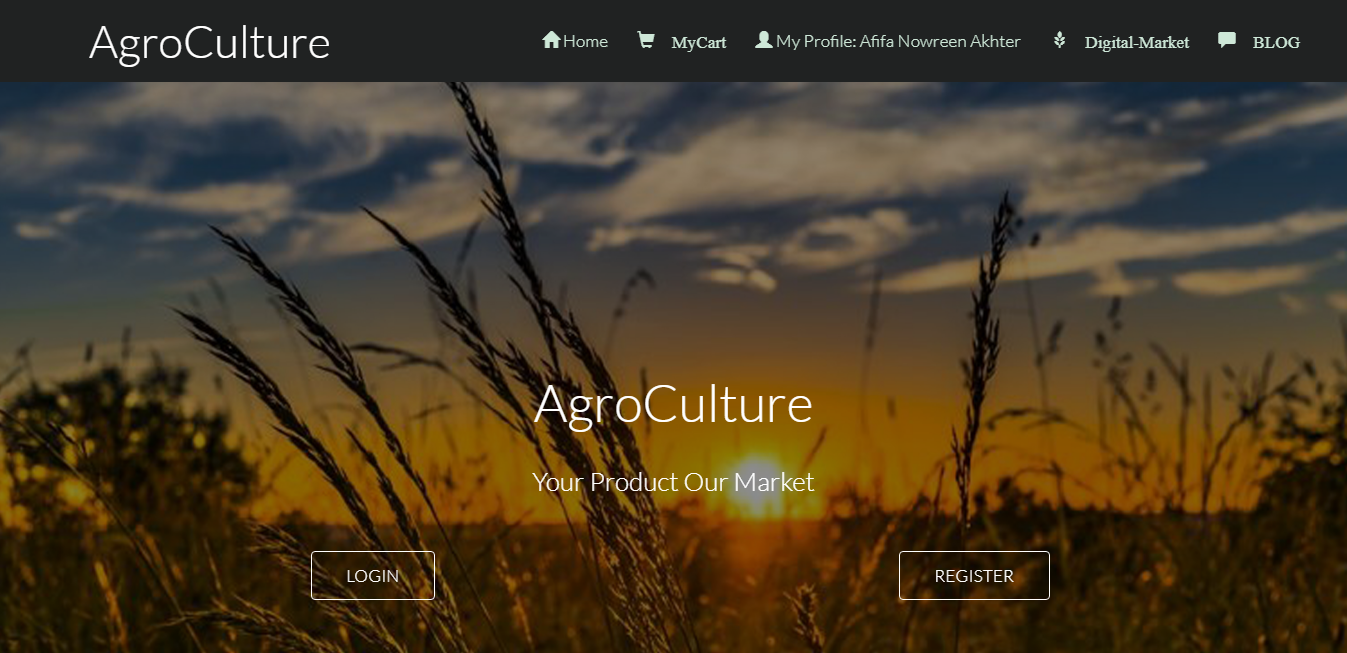 AgroCulture Home MyCart My Profile: Afifa Nowreen Akhter Digital-Market BLOG
AgroCulture
Your Product Our Market
LOGIN REGISTER